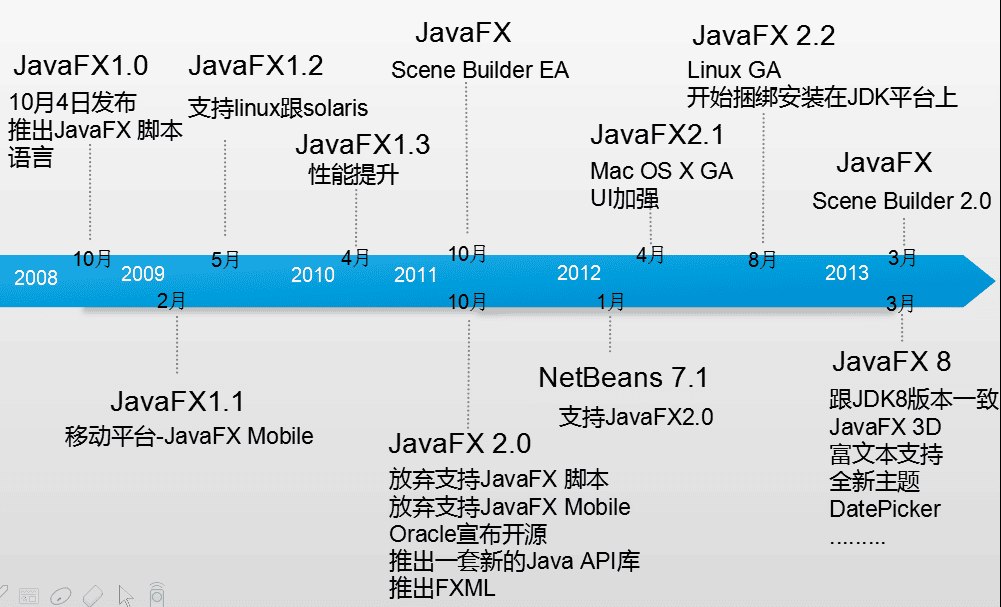 JavaFX1.0
10月4日发布
推出JavaFX 脚本
语言
JavaFX1.2
支持linux跟solaris
JavaFX1.3
性能提升
JavaFX
Scene Builder EA
JavaFX2.1
Mac OS X GA
UI加强
JavaFX 2.2
Linux GA
开始捆绑安装在JDK平台上
JavaFX
Scene Builder 2.0
2008
10月
2009
2月
5月
2010
4月
2011
10月
10月
2012
1月
4月
8月
2013
3月
3月
JavaFX1.1
移动平台-JavaFX Mobile
JavaFX 2.0
放弃支持JavaFX 脚本
放弃支持JavaFX Mobile
Oracle宣布开源
推出一套新的Java API库
推出FXML
NetBeans 7.1
支持JavaFX2.0
JavaFX 8
跟JDK8版本一致
JavaFX 3D
富文本支持
全新主题
DatePicker
.........